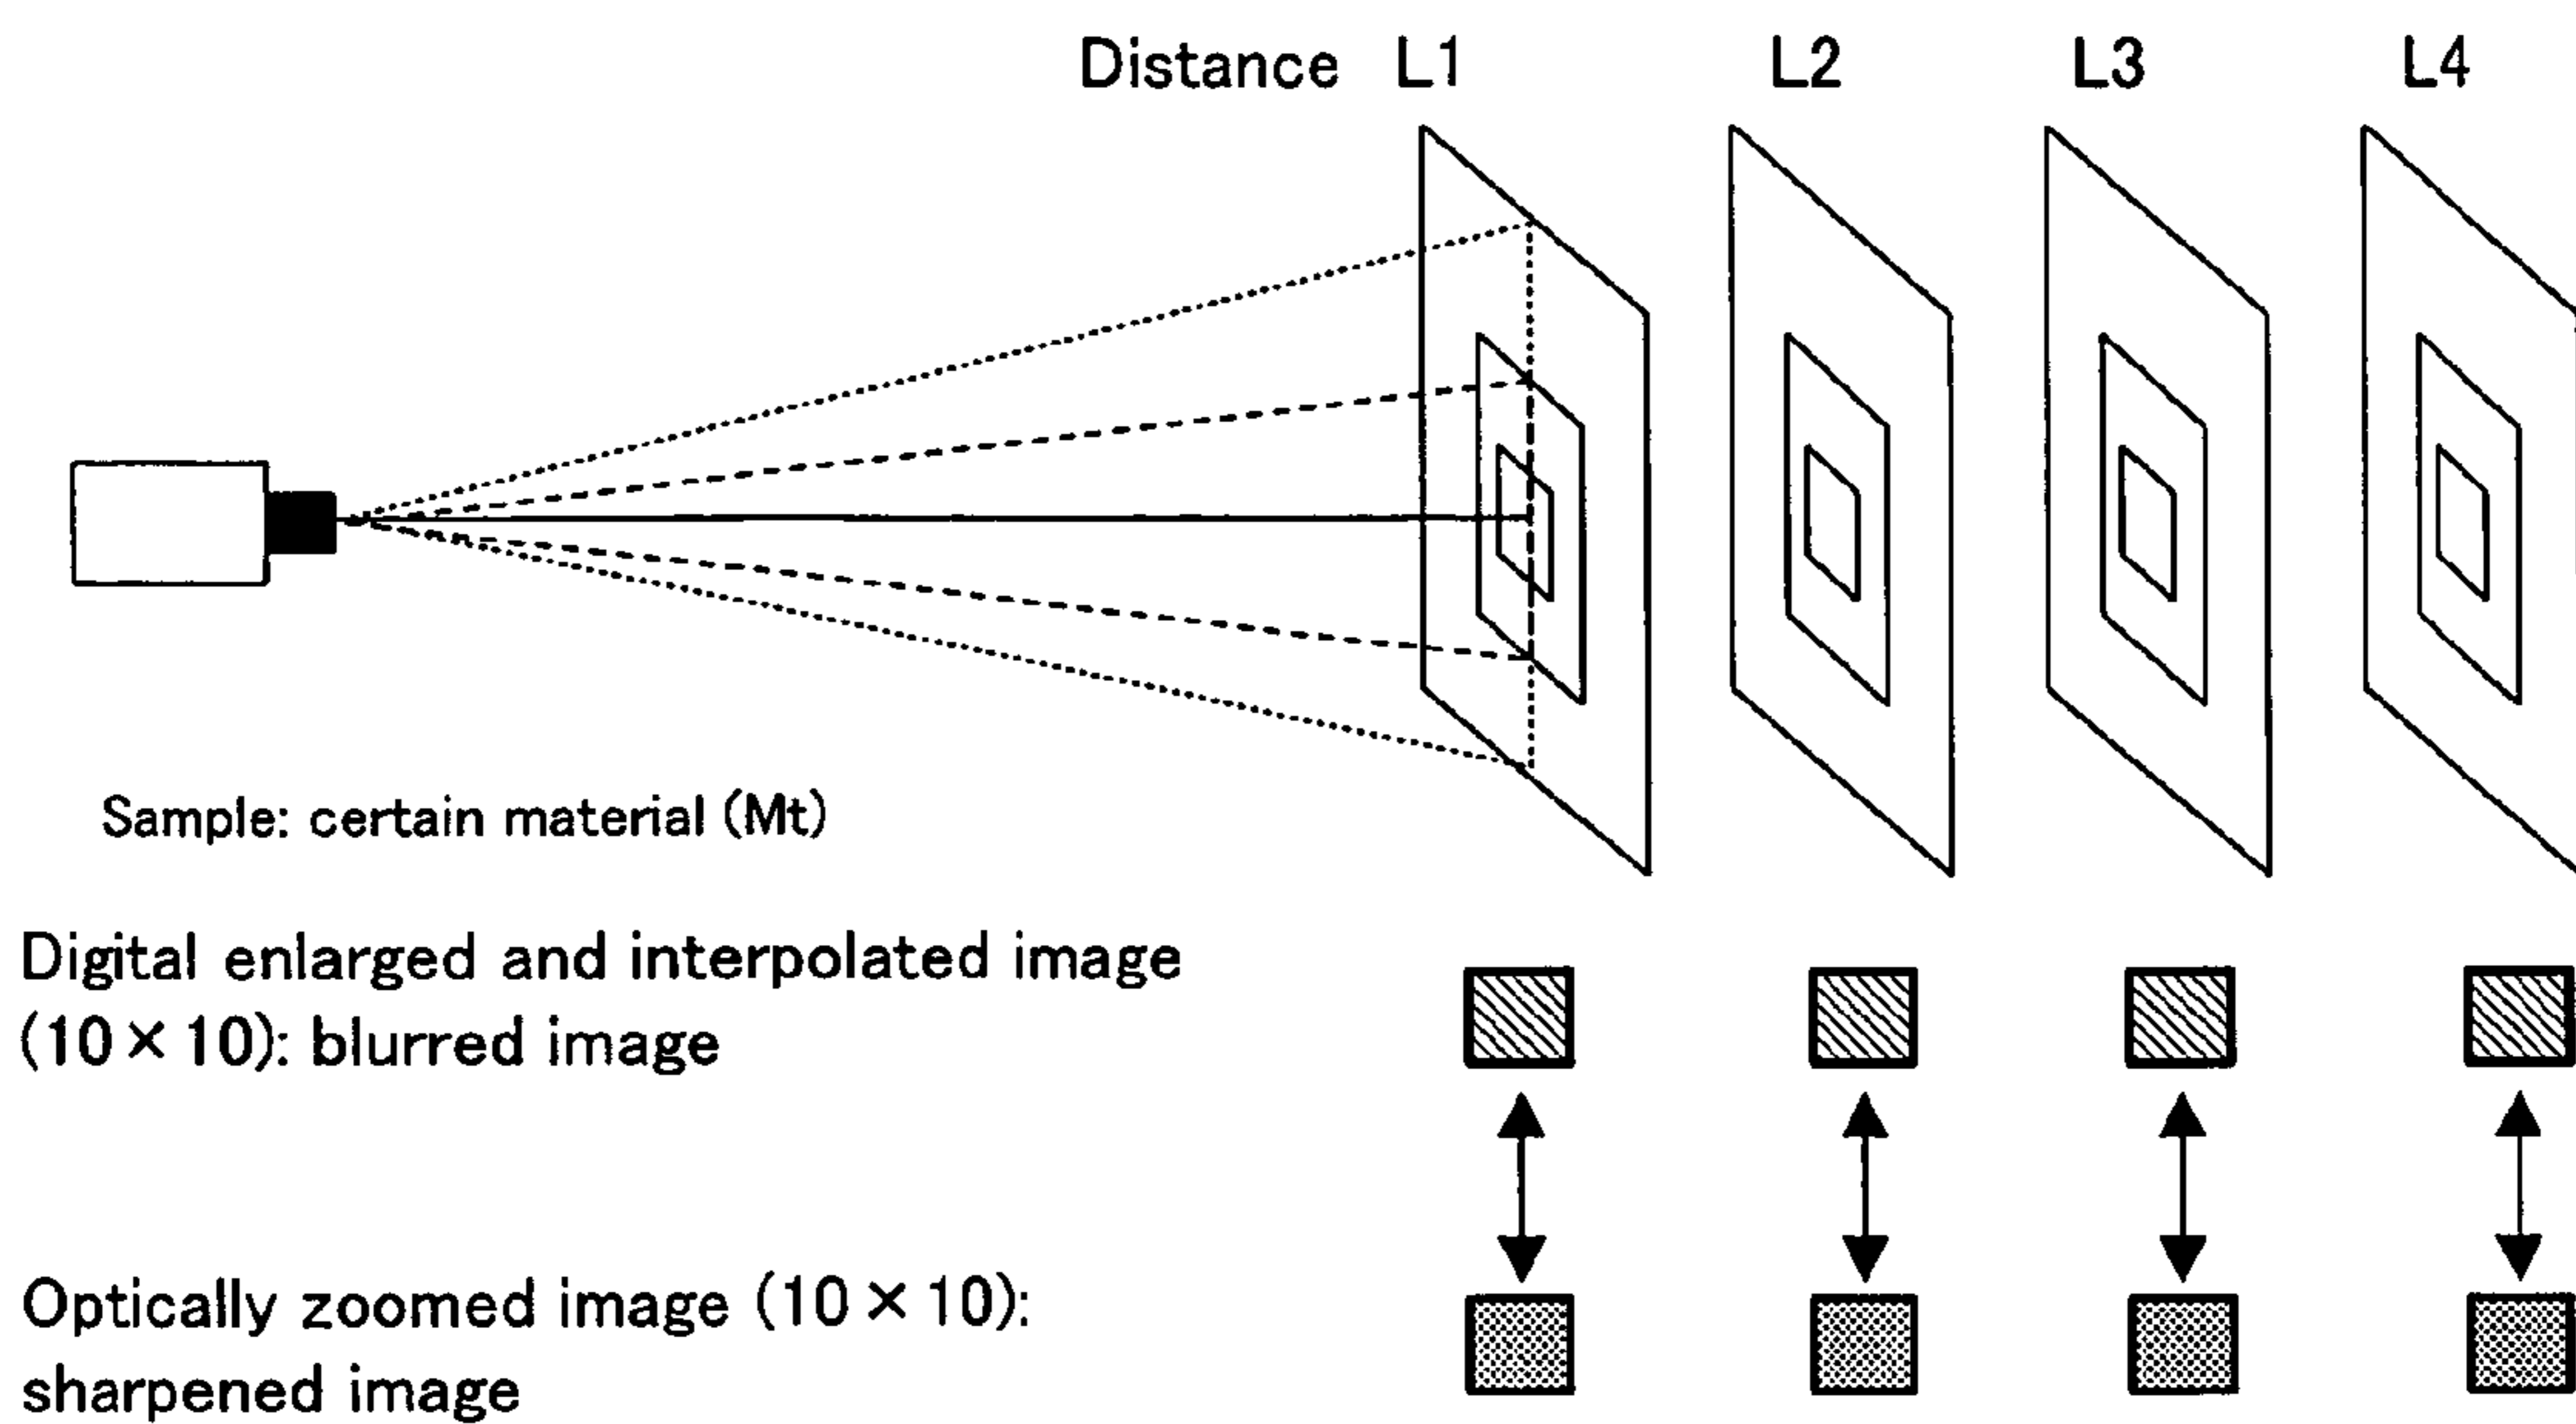 Distance L1 L2 L3 L4
Sample: certain material (Mt)
Digital enlarged and interpolated image
(10×10): blurred image
Optically zoomed image (10×10):
sharpened image